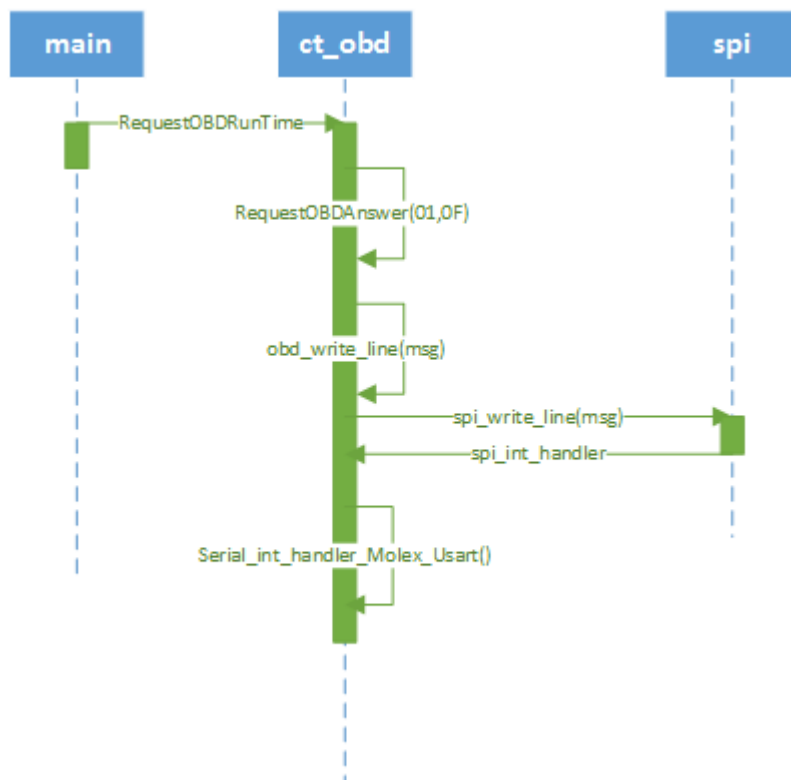 main
ct_obd
spi
RequestOBDRunTime
RequestOBDAnswer(01,0F)
obd_write_line(msg)
spi_write_line(msg)
spi_int_handler
Serial_int_handler_Molex_Usart()